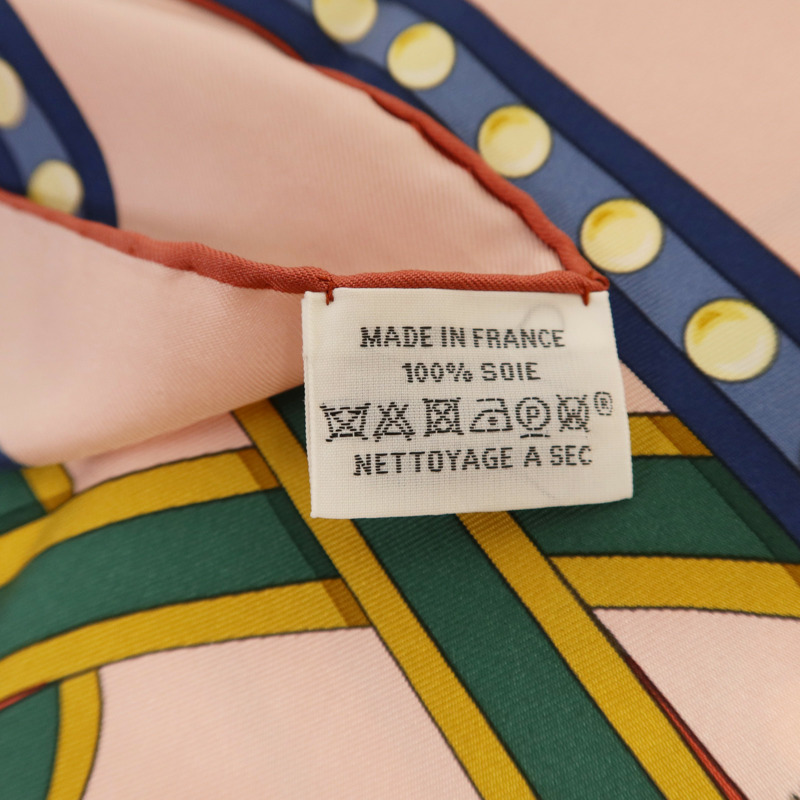 MADE IN FRANCE
100% SOIE
P ®
NETTOYAGE A SEC